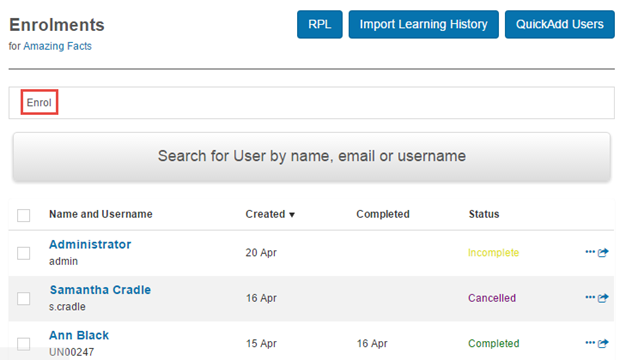 Enrolments
RPL
Import Learning History
QuickAdd Users
for Amazing Facts
Enrol
Search for User by name, email or username
Name and Username Created ▼ Completed Status
Administrator
admin
20 Apr
Incomplete
Samantha Cradle
s.cradle
16 Apr
Cancelled
Ann Black
UN00247
15 Apr
16 Apr
Completed